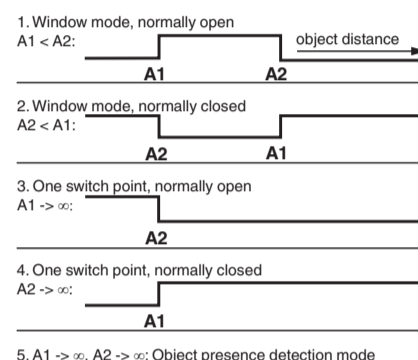 1. Window mode, normally open
A1 < A2:
object distance
A1 A2
2. Window mode, normally closed
A2 < A1:
A2 A1
3. One switch point, normally open
A1 -> ∞:
A2
4. One switch point, normally closed
A2 -> ∞:
A1
5. A1 -> ∞, A2 -> ∞: Object presence detection mode